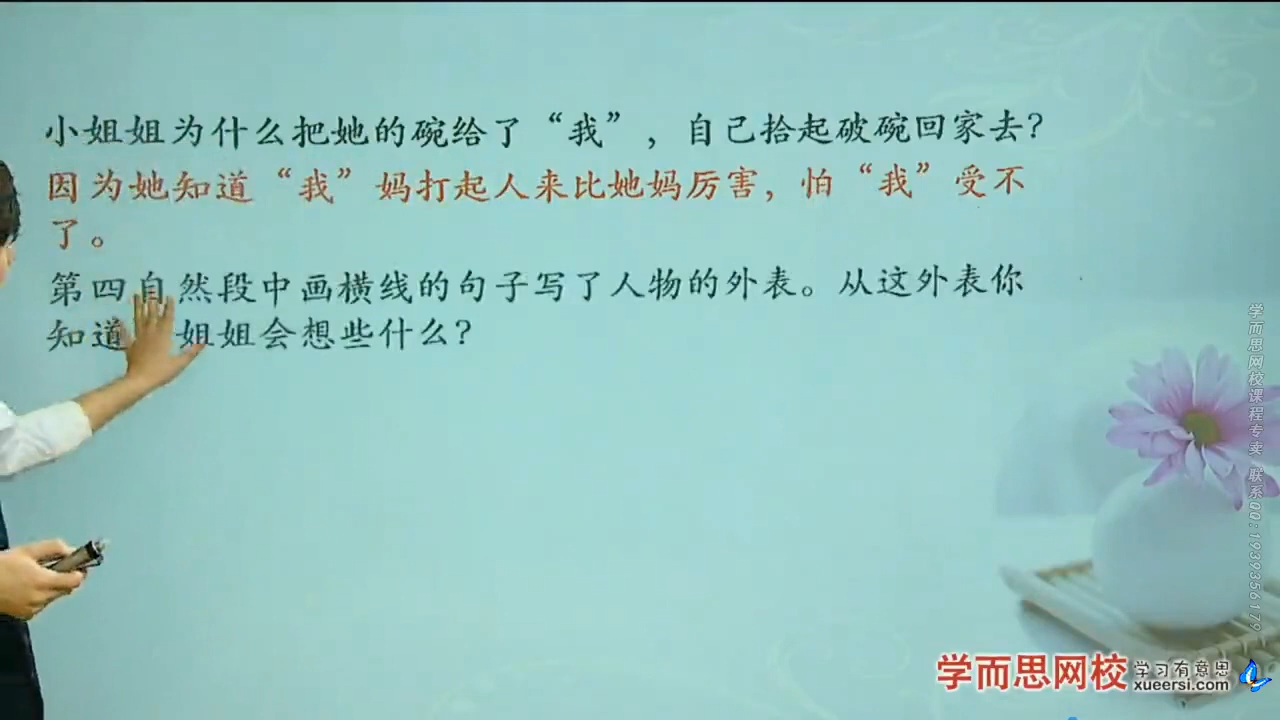 小姐姐为什么把她的碗给了“我”，自己拾起破碗回家去？
因为她知道“我”妈打起人来比她妈厉害，怕“我”受不
了。
第四自然段中画横线的句子写了人物的外表。从这外表你
知道 姐姐会想些什么？
学而思网校课程专卖 联系QQ:1939356179
学而思网校 学习有意思
xueersi.com